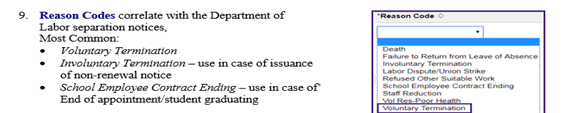 9. Reason Codes correlate with the Department of
Labor separation notices,
Most Common:
• Voluntary Termination
• Involuntary Termination – use in case of issuance
of non-renewal notice
• School Employee Contract Ending – use in case of
End of appointment/student graduating
*Reason Code
Death
Failure to Return from Leave of Absence
Involuntary Termination
Labor Dispute/Union Strike
Refused Other Suitable Work
School Employee Contract Ending
Staff Reduction
Vol Res-Poor Health
Voluntary Termination